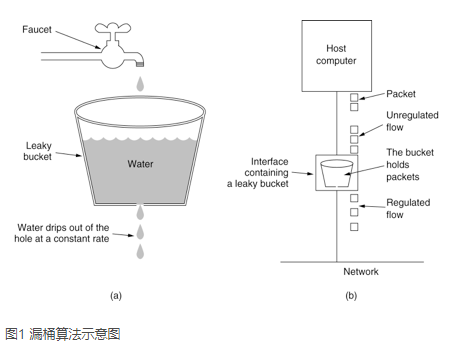 Faucet
Leaky
bucket
Water
Water drips out of the
hole at a constant rate
(a)
Host
computer
Packet
Unregulated
flow
Interface
containing
a leaky bucket
The bucket
holds
packets
Regulated
flow
Network
(b)
图1 漏桶算法示意图